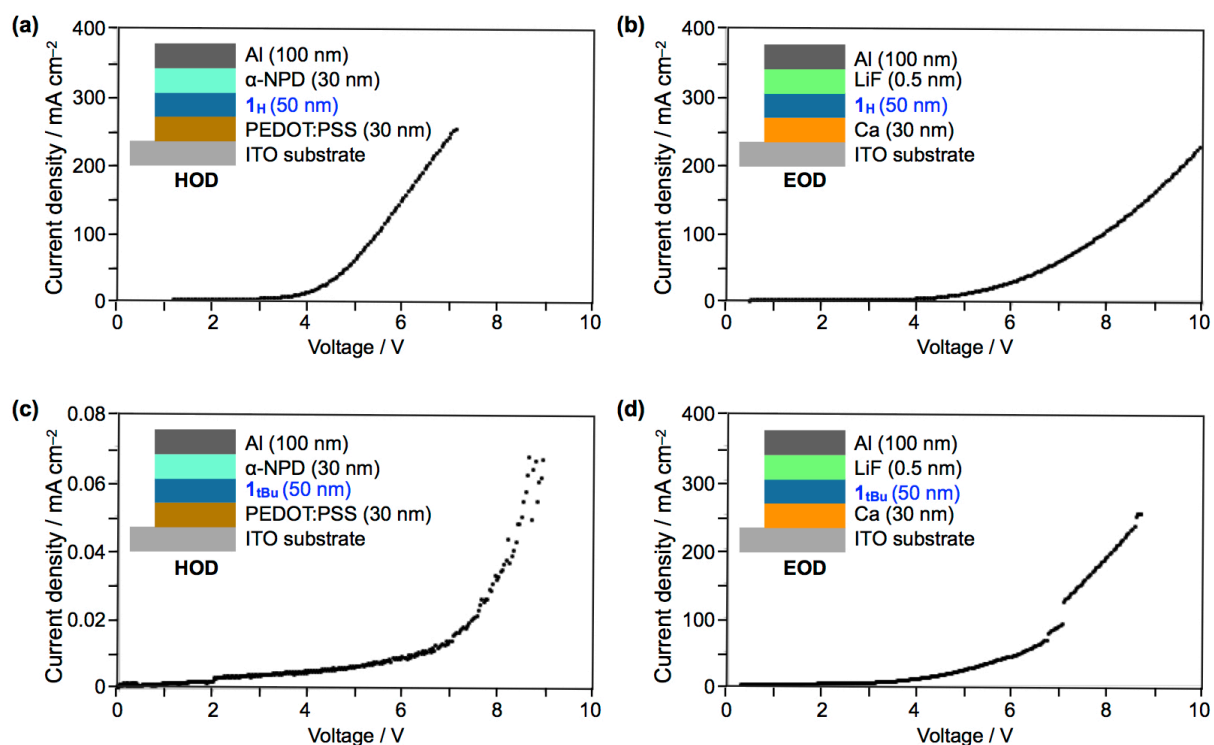 (a)
Current density / mA cm⁻²
400
300
200
100
0
Al (100 nm)
α-NPD (30 nm)
1H (50 nm)
PEDOT:PSS (30 nm)
ITO substrate
HOD
0 2 4 6 8 10
Voltage / V
(b)
Current density / mA cm⁻²
400
300
200
100
0
Al (100 nm)
LiF (0.5 nm)
1H (50 nm)
Ca (30 nm)
ITO substrate
EOD
0 2 4 6 8 10
Voltage / V
(c)
Current density / mA cm⁻²
0.08
0.06
0.04
0.02
0
Al (100 nm)
α-NPD (30 nm)
1tBu (50 nm)
PEDOT:PSS (30 nm)
ITO substrate
HOD
0 2 4 6 8 10
Voltage / V
(d)
Current density / mA cm⁻²
400
300
200
100
0
Al (100 nm)
LiF (0.5 nm)
1tBu (50 nm)
Ca (30 nm)
ITO substrate
EOD
0 2 4 6 8 10
Voltage / V